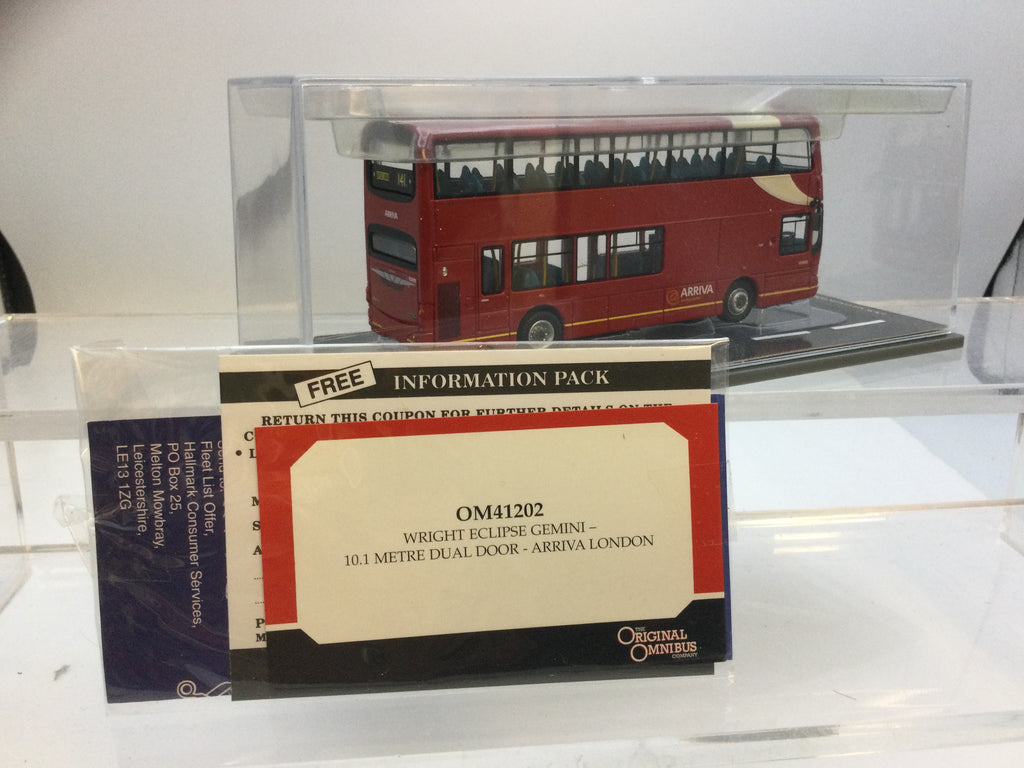 141
ARRIVA
ARRIVA
FREE
INFORMATION PACK
RETURN THIS COUPON FOR FURTHER DETAILS ON THE
OM41202
WRIGHT ECLIPSE GEMINI –
10.1 METRE DUAL DOOR - ARRIVA LONDON
THE
ORIGINAL
OMNIBUS
COMPANY
Fleet List Offer,
Hallmark Consumer Services,
PO Box 25,
Melton Mowbray,
Leicestershire,
LE13 1ZG